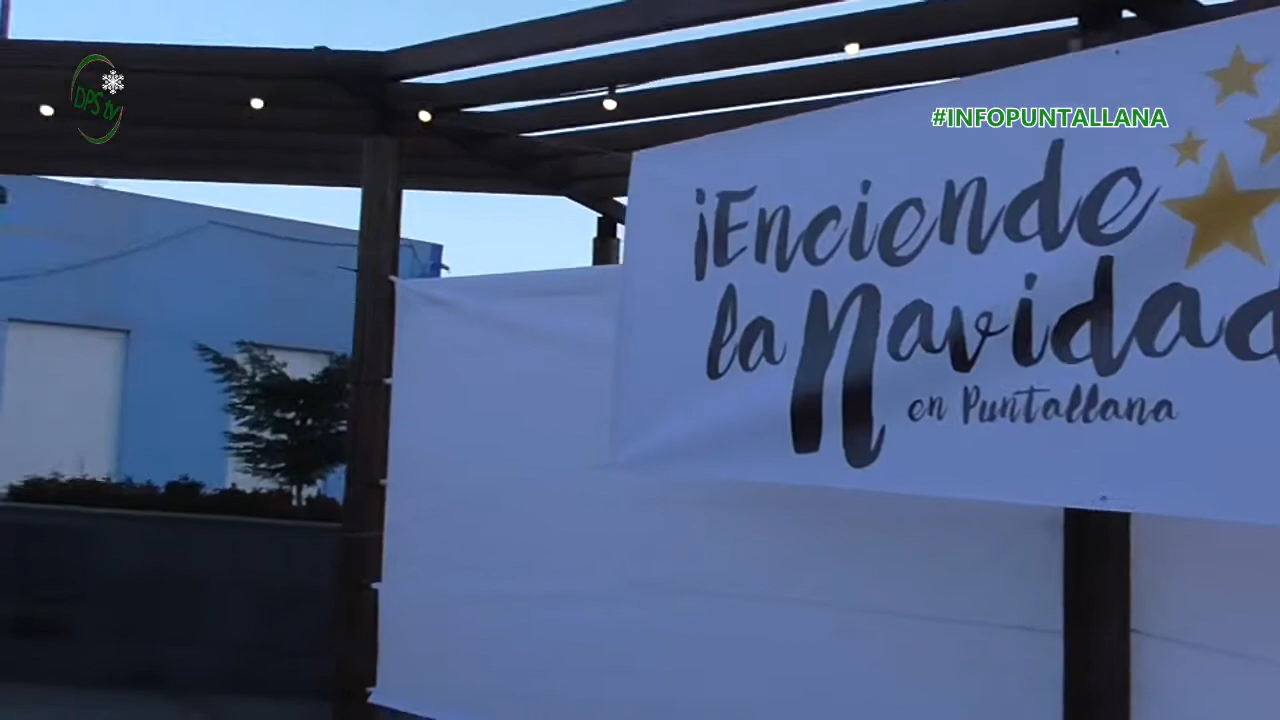 DPS tv
#INFOPUNTALLANA
¡Enciende
la Navidad
en Puntallana